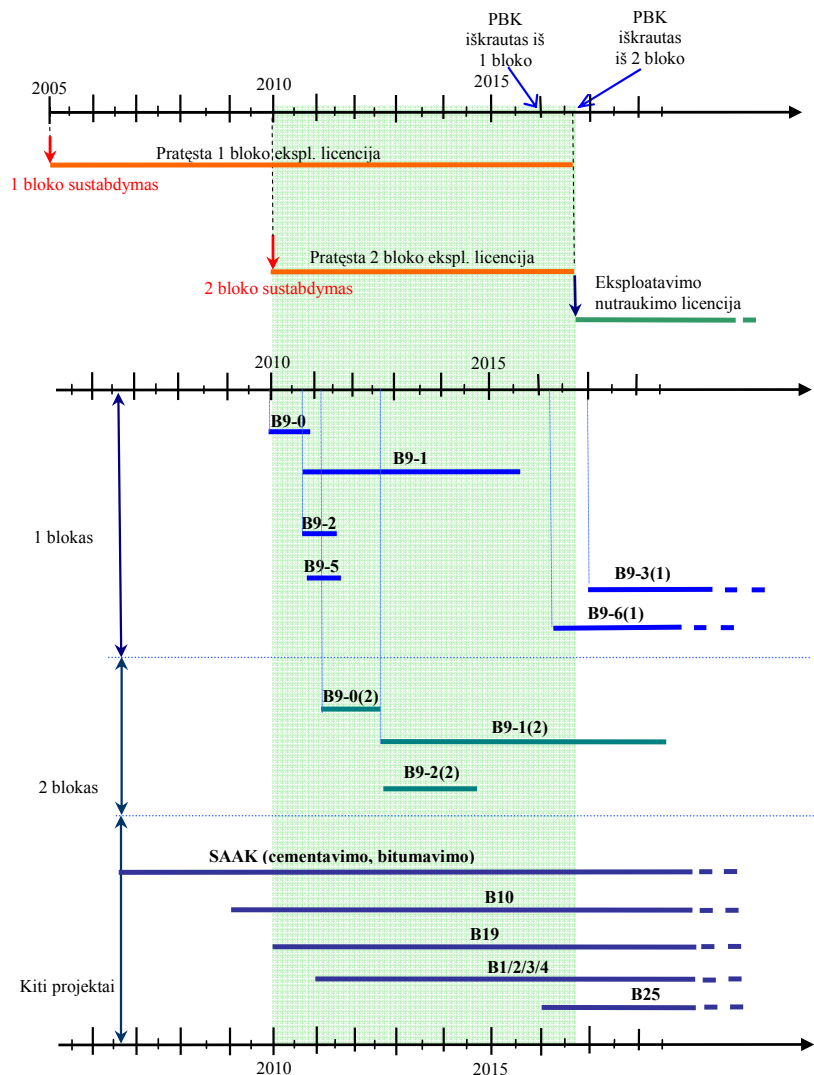 PBK
iškrautas iš
1 bloko
PBK
iškrautas
iš 2 bloko
2005
2010
2015
Pratęsta 1 bloko ekspl. licencija
1 bloko sustabdymas
Pratęsta 2 bloko ekspl. licencija
2 bloko sustabdymas
Eksploatavimo
nutraukimo licencija
2010
2015
B9-0
B9-1
B9-2
1 blokas
B9-5
B9-3(1)
B9-6(1)
B9-0(2)
B9-1(2)
B9-2(2)
2 blokas
SAAK (cementavimo, bitumavimo)
B10
B19
B1/2/3/4
Kiti projektai
B25
2010
2015